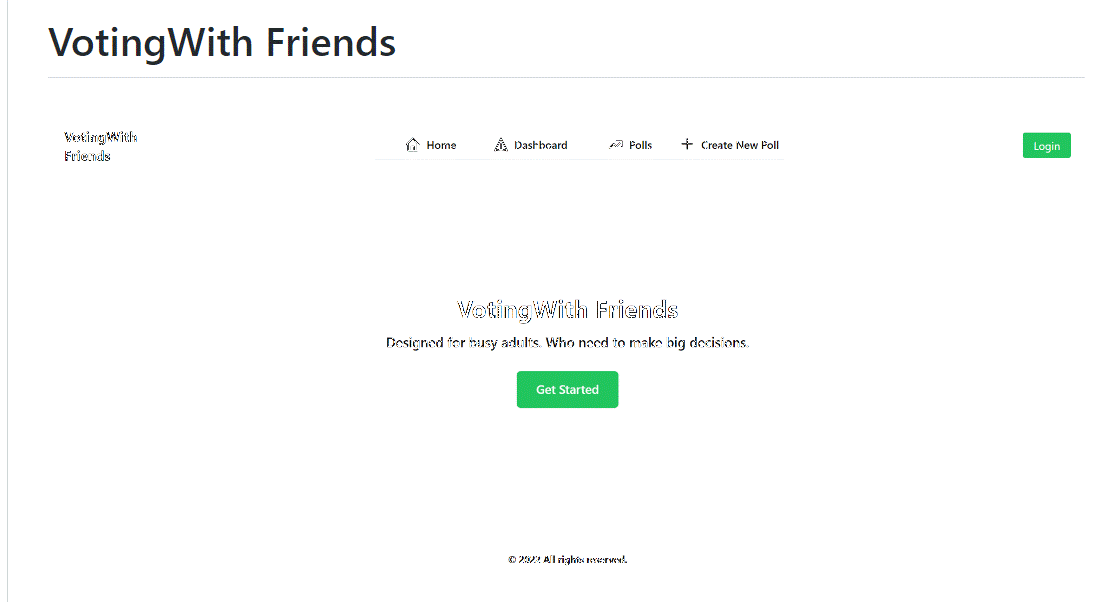 VotingWith Friends
VotingWith
Friends
Home
Dashboard
Polls
Create New Poll
Login
VotingWith Friends
Designed for busy adults. Who need to make big decisions.
Get Started
© 2022 All rights reserved.